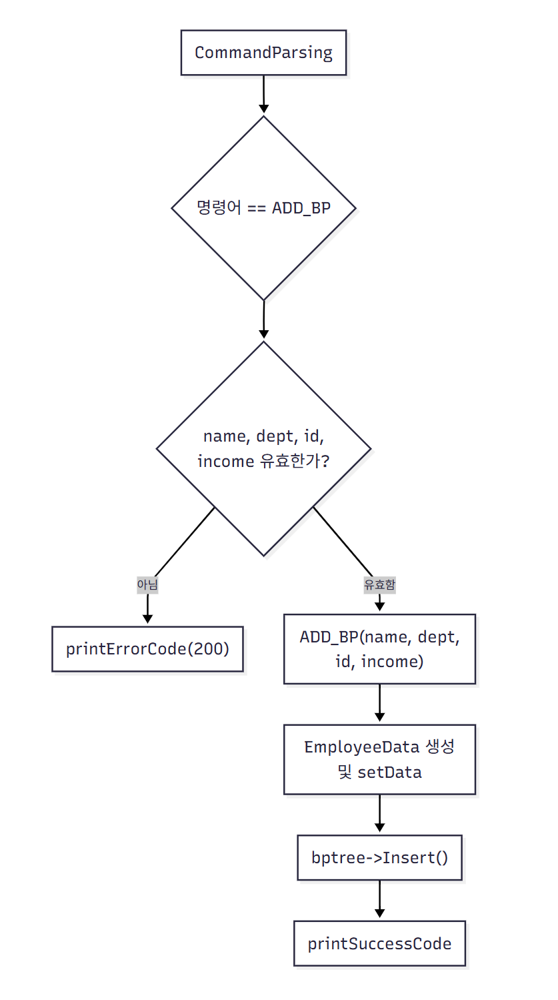 CommandParsing
명령어 == ADD_BP
name, dept, id,
income 유효한가?
아님
유효함
printErrorCode(200)
ADD_BP(name, dept,
id, income)
EmployeeData 생성
및 setData
bptree->Insert()
printSuccessCode